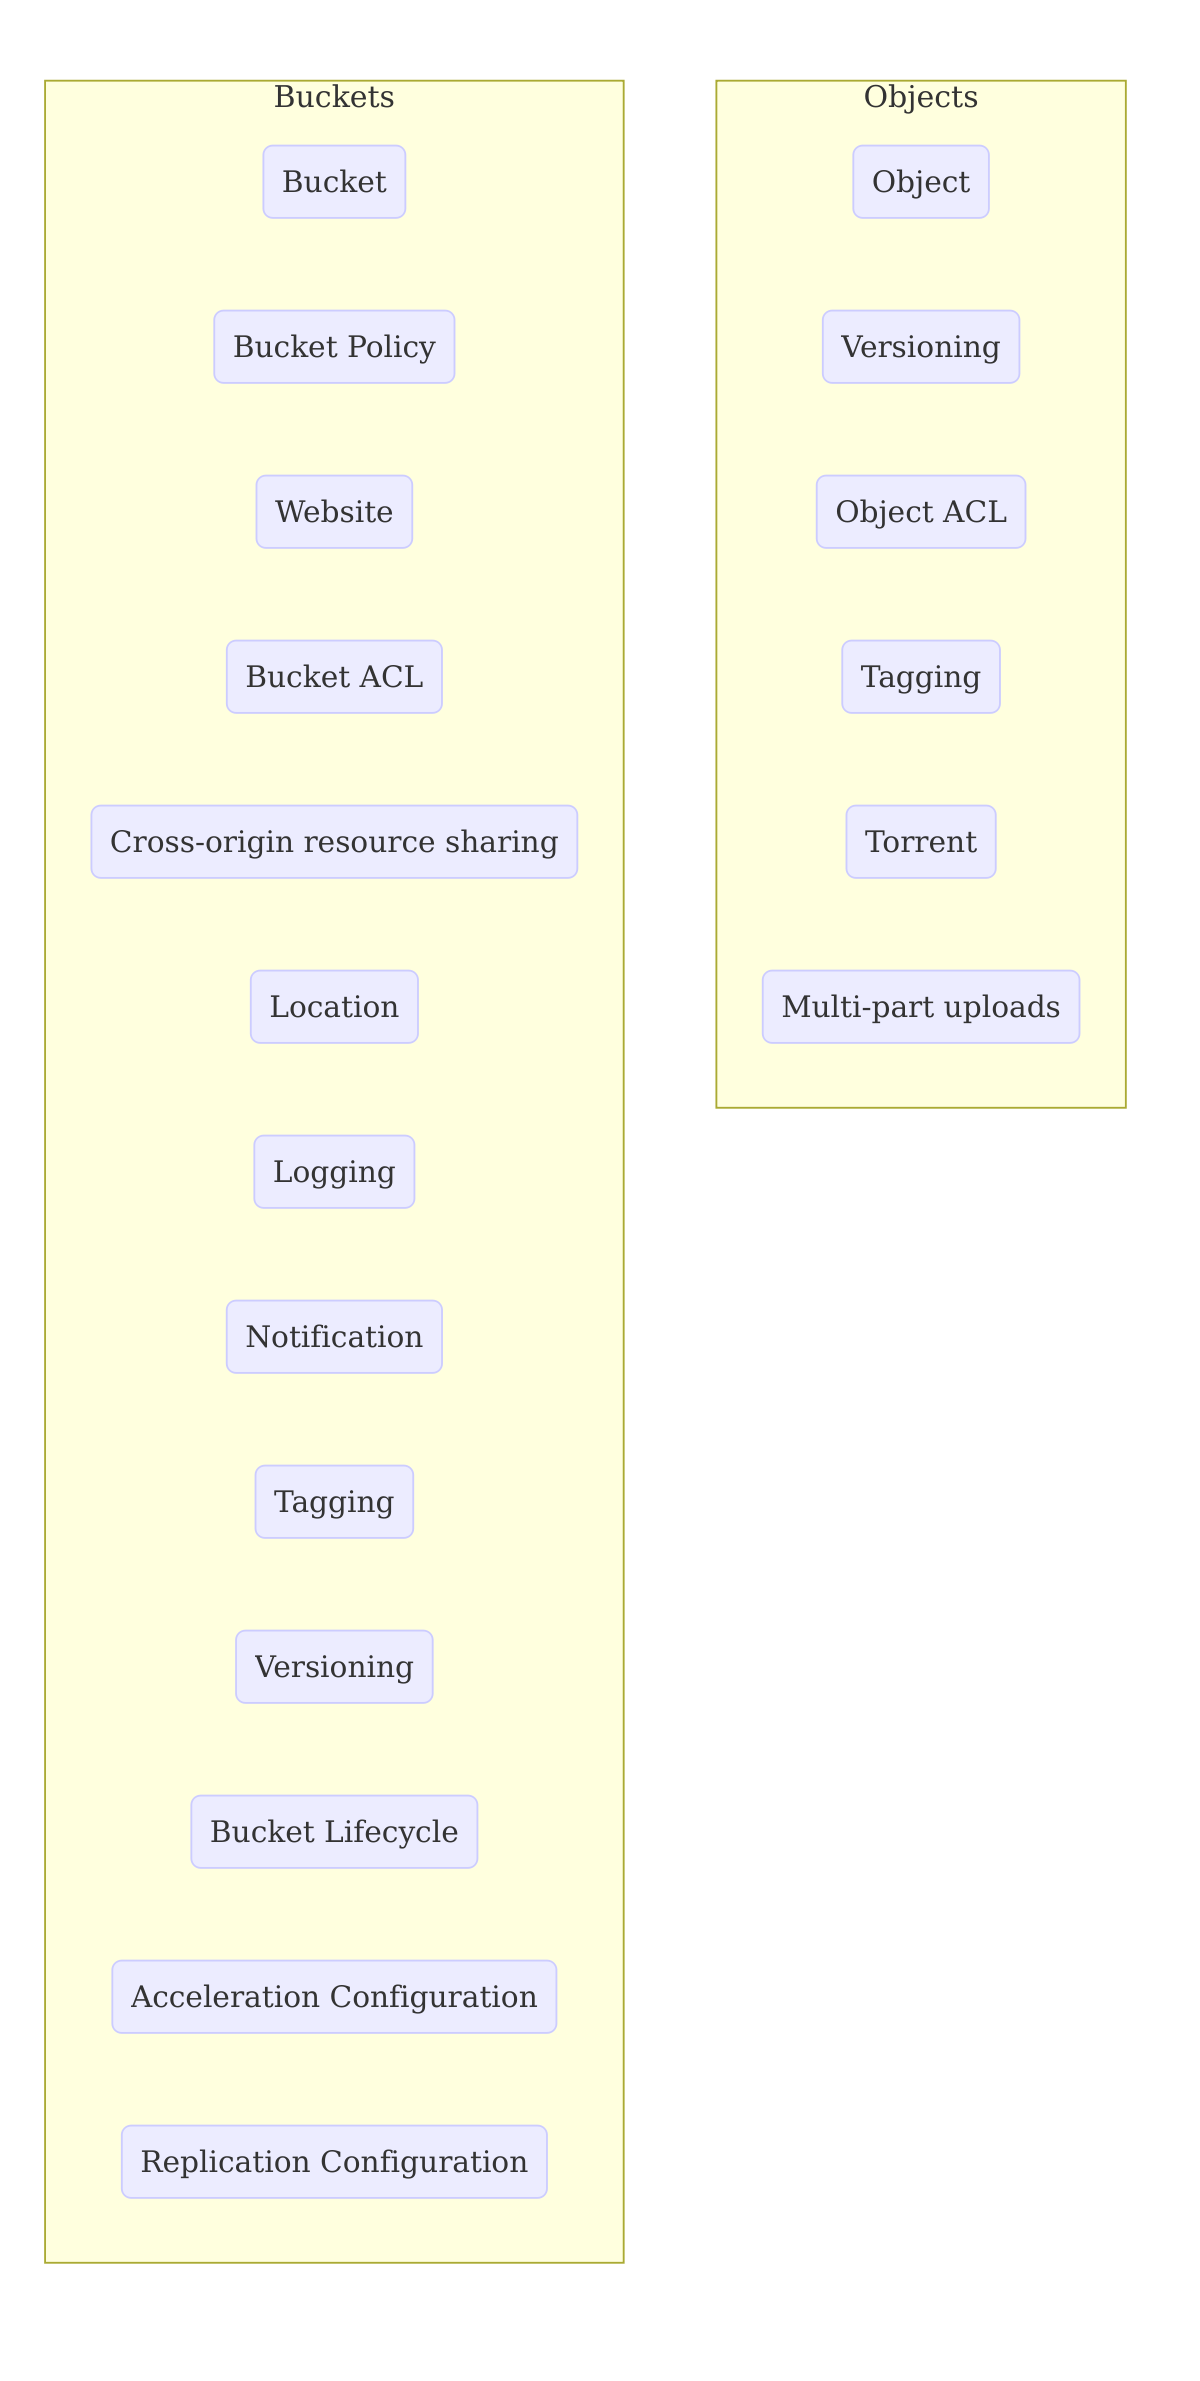 Buckets
Bucket
Bucket Policy
Website
Bucket ACL
Cross-origin resource sharing
Location
Logging
Notification
Tagging
Versioning
Bucket Lifecycle
Acceleration Configuration
Replication Configuration
Objects
Object
Versioning
Object ACL
Tagging
Torrent
Multi-part uploads